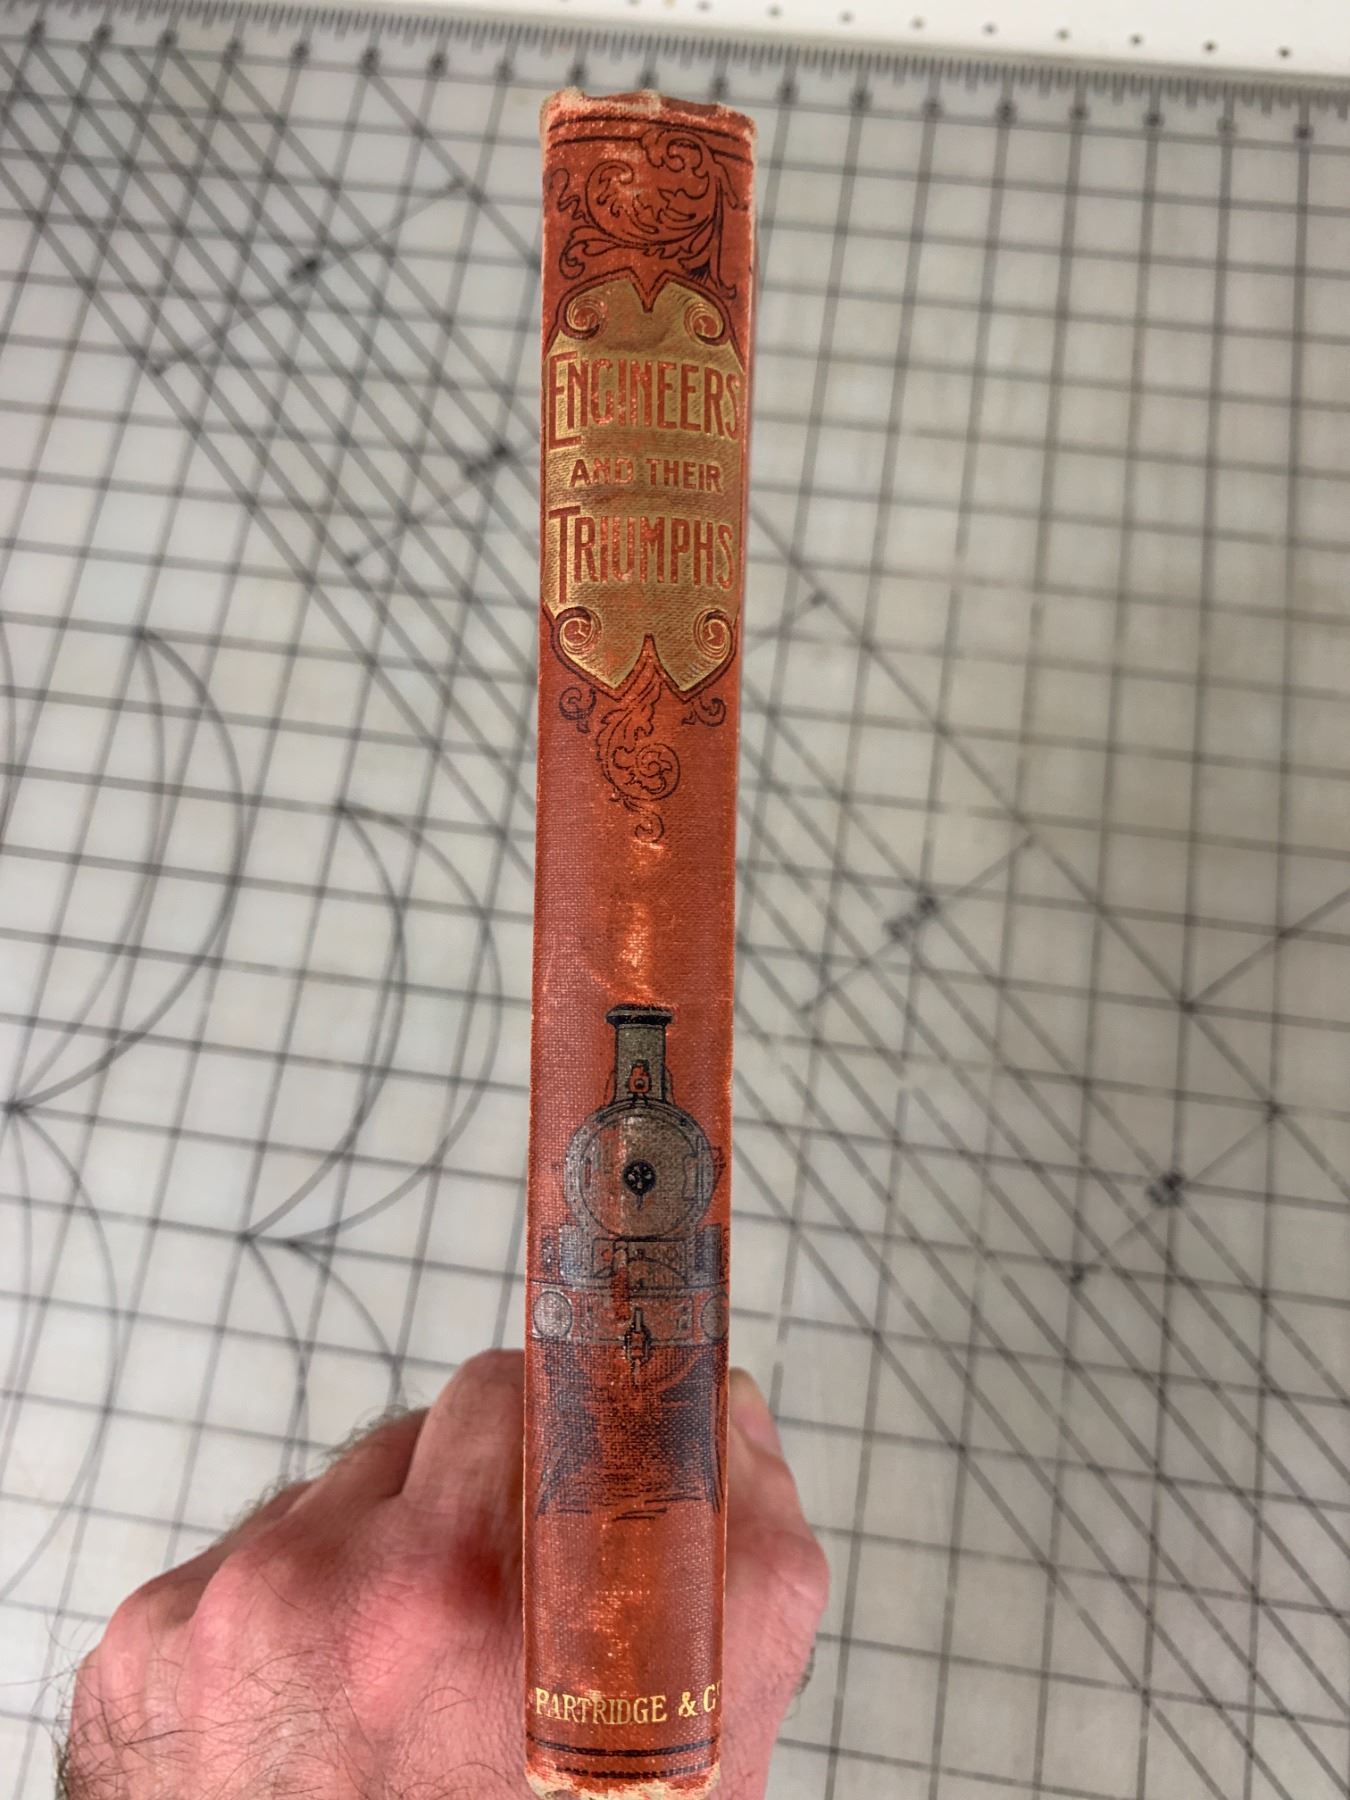 ENGINEERS
AND THEIR
TRIUMPHS
PARTRIDGE & Co